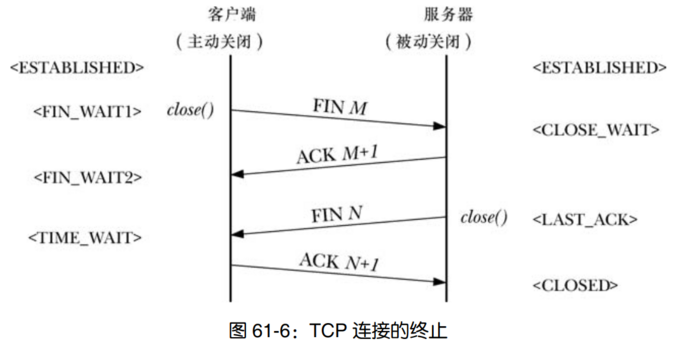 客户端 服务器
（主动关闭） （被动关闭）
<ESTABLISHED> <ESTABLISHED>
<FIN_WAIT1> close() FIN M
<CLOSE_WAIT>
ACK M+1
<FIN_WAIT2>
FIN N close() <LAST_ACK>
<TIME_WAIT>
ACK N+1
<CLOSED>
图 61-6：TCP 连接的终止